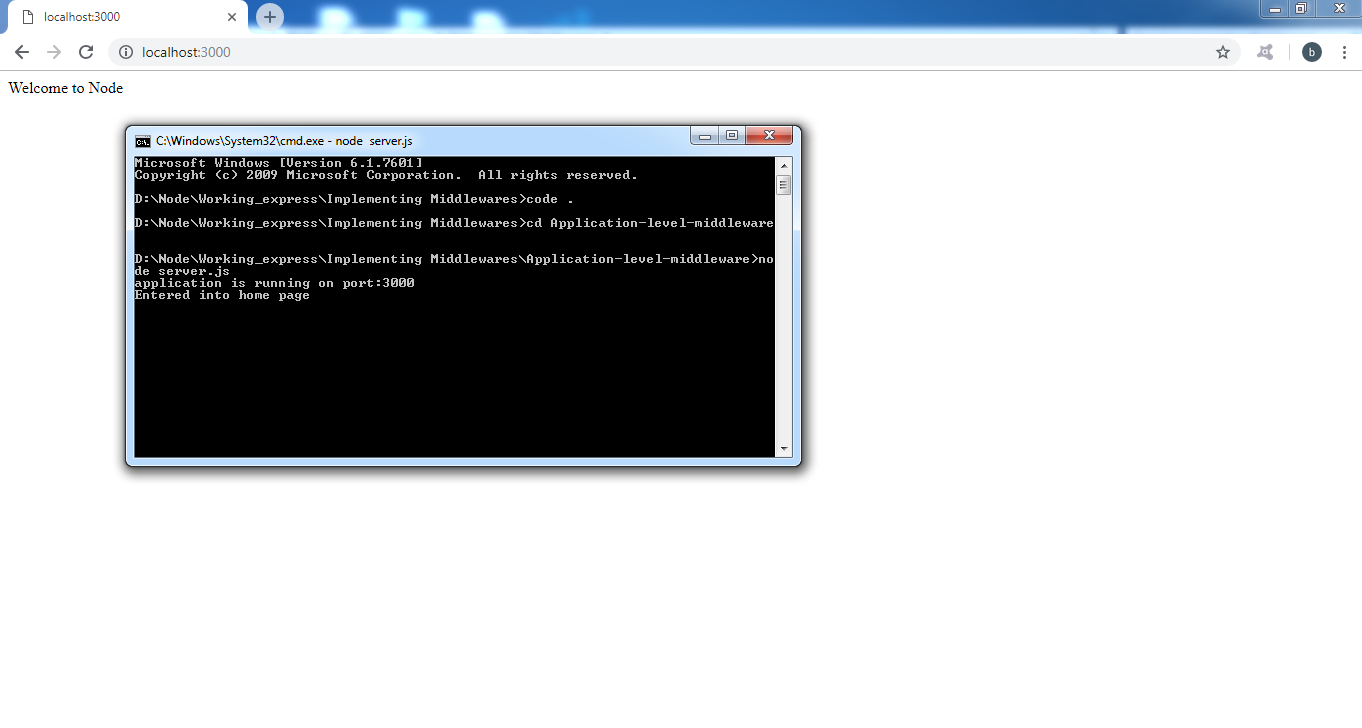 localhost:3000
localhost:3000
b
Welcome to Node
C:\Windows\System32\cmd.exe - node  server.js
Microsoft Windows [Version 6.1.7601]
Copyright (c) 2009 Microsoft Corporation.  All rights reserved.
D:\Node\Working_express\Implementing Middlewares>code .
D:\Node\Working_express\Implementing Middlewares>cd Application-level-middleware
D:\Node\Working_express\Implementing Middlewares\Application-level-middleware>no
de server.js
application is running on port:3000
Entered into home page